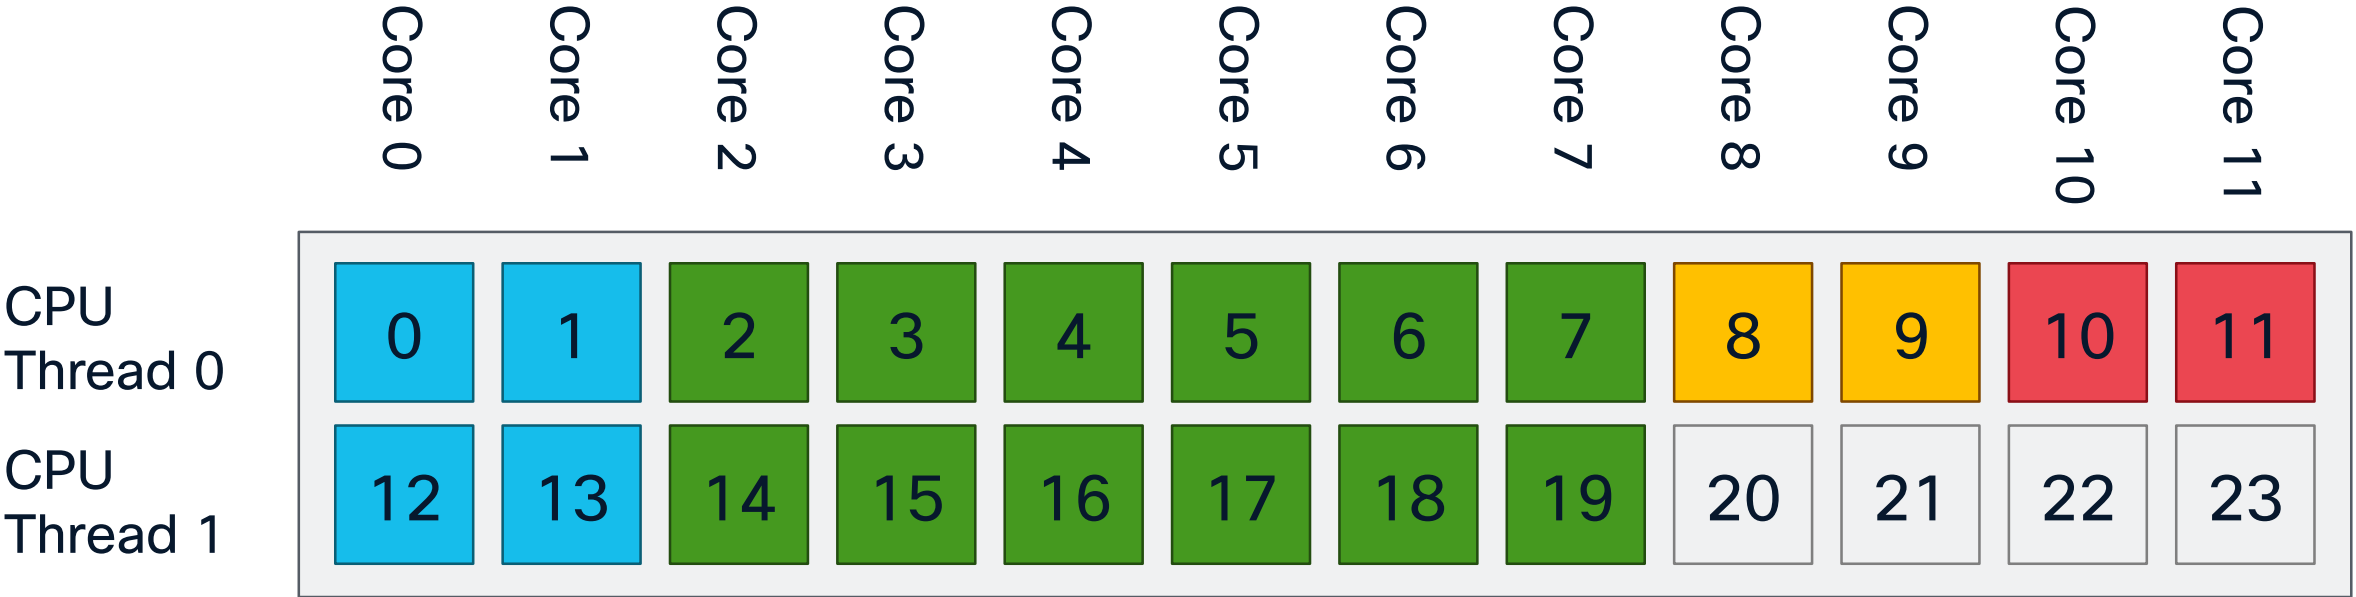 Core 0
Core 1
Core 2
Core 3
Core 4
Core 5
Core 6
Core 7
Core 8
Core 9
Core 10
Core 11
CPU
Thread 0
0 1 2 3 4 5 6 7 8 9 10 11
CPU
Thread 1
12 13 14 15 16 17 18 19 20 21 22 23